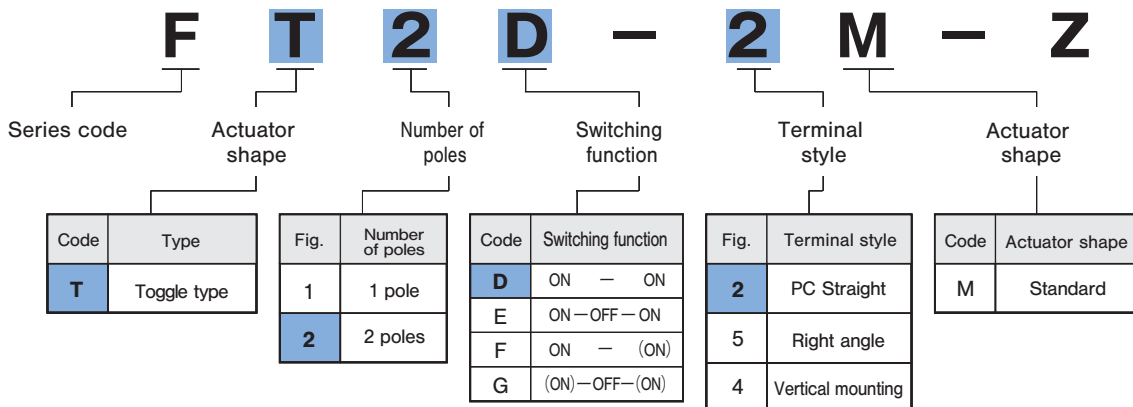 F T 2 D - 2 M - Z
Series code
Actuator
shape
Number of
poles
Switching
function
Terminal
style
Actuator
shape
Code Type
T Toggle type
Fig. Number
of poles
1 1 pole
2 2 poles
Code Switching function
D ON — ON
E ON—OFF—ON
F ON — (ON)
G (ON)—OFF—(ON)
Fig. Terminal style
2 PC Straight
5 Right angle
4 Vertical mounting
Code Actuator shape
M Standard